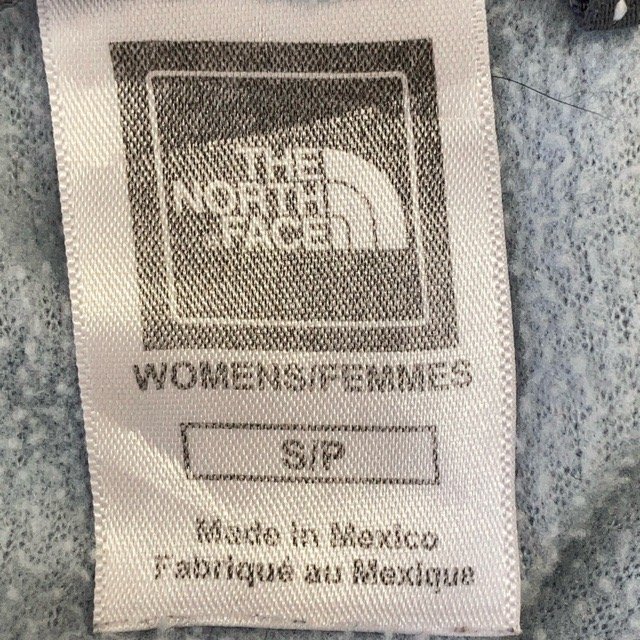 THE
NORTH
FACE
WOMENS/FEMMES
S/P
Made in Mexico
Fabriqué au Mexique